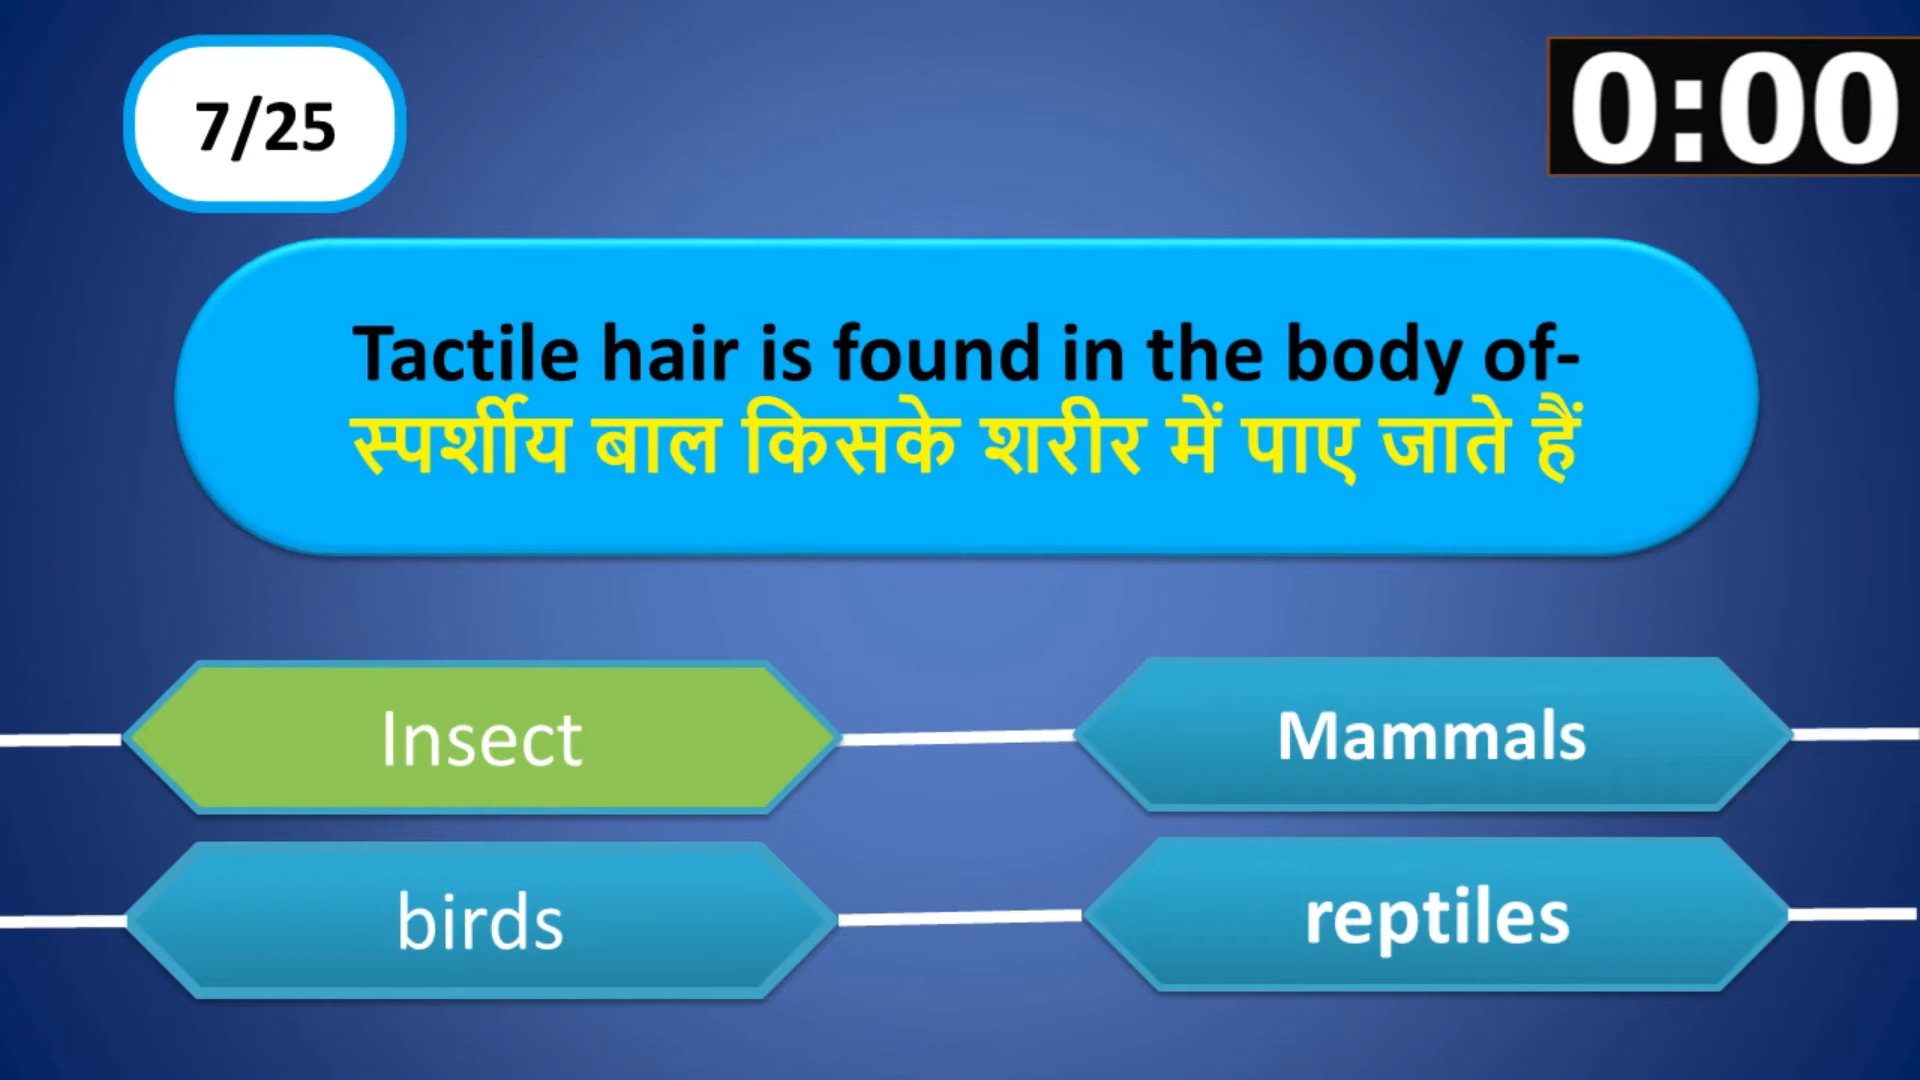 7/25
0:00
Tactile hair is found in the body of-
स्पर्शीय बाल किसके शरीर में पाए जाते हैं
Insect
Mammals
birds
reptiles